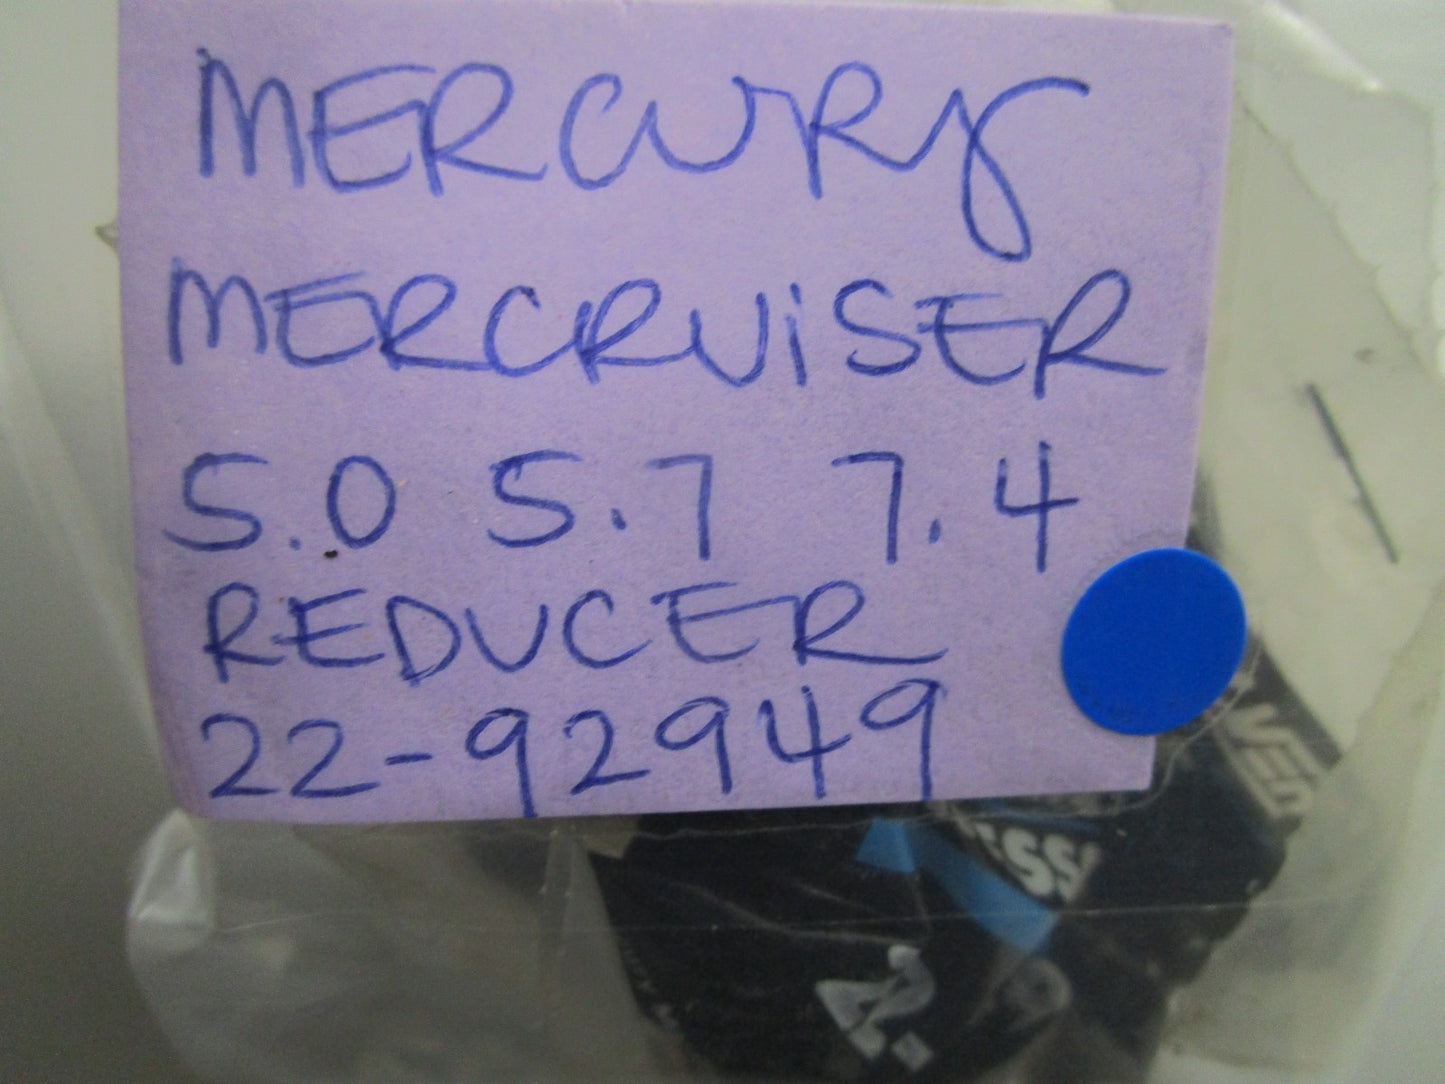 MERCURY
MERCRUiSER
5.0 5.7 7.4
REDUCER
22-92949